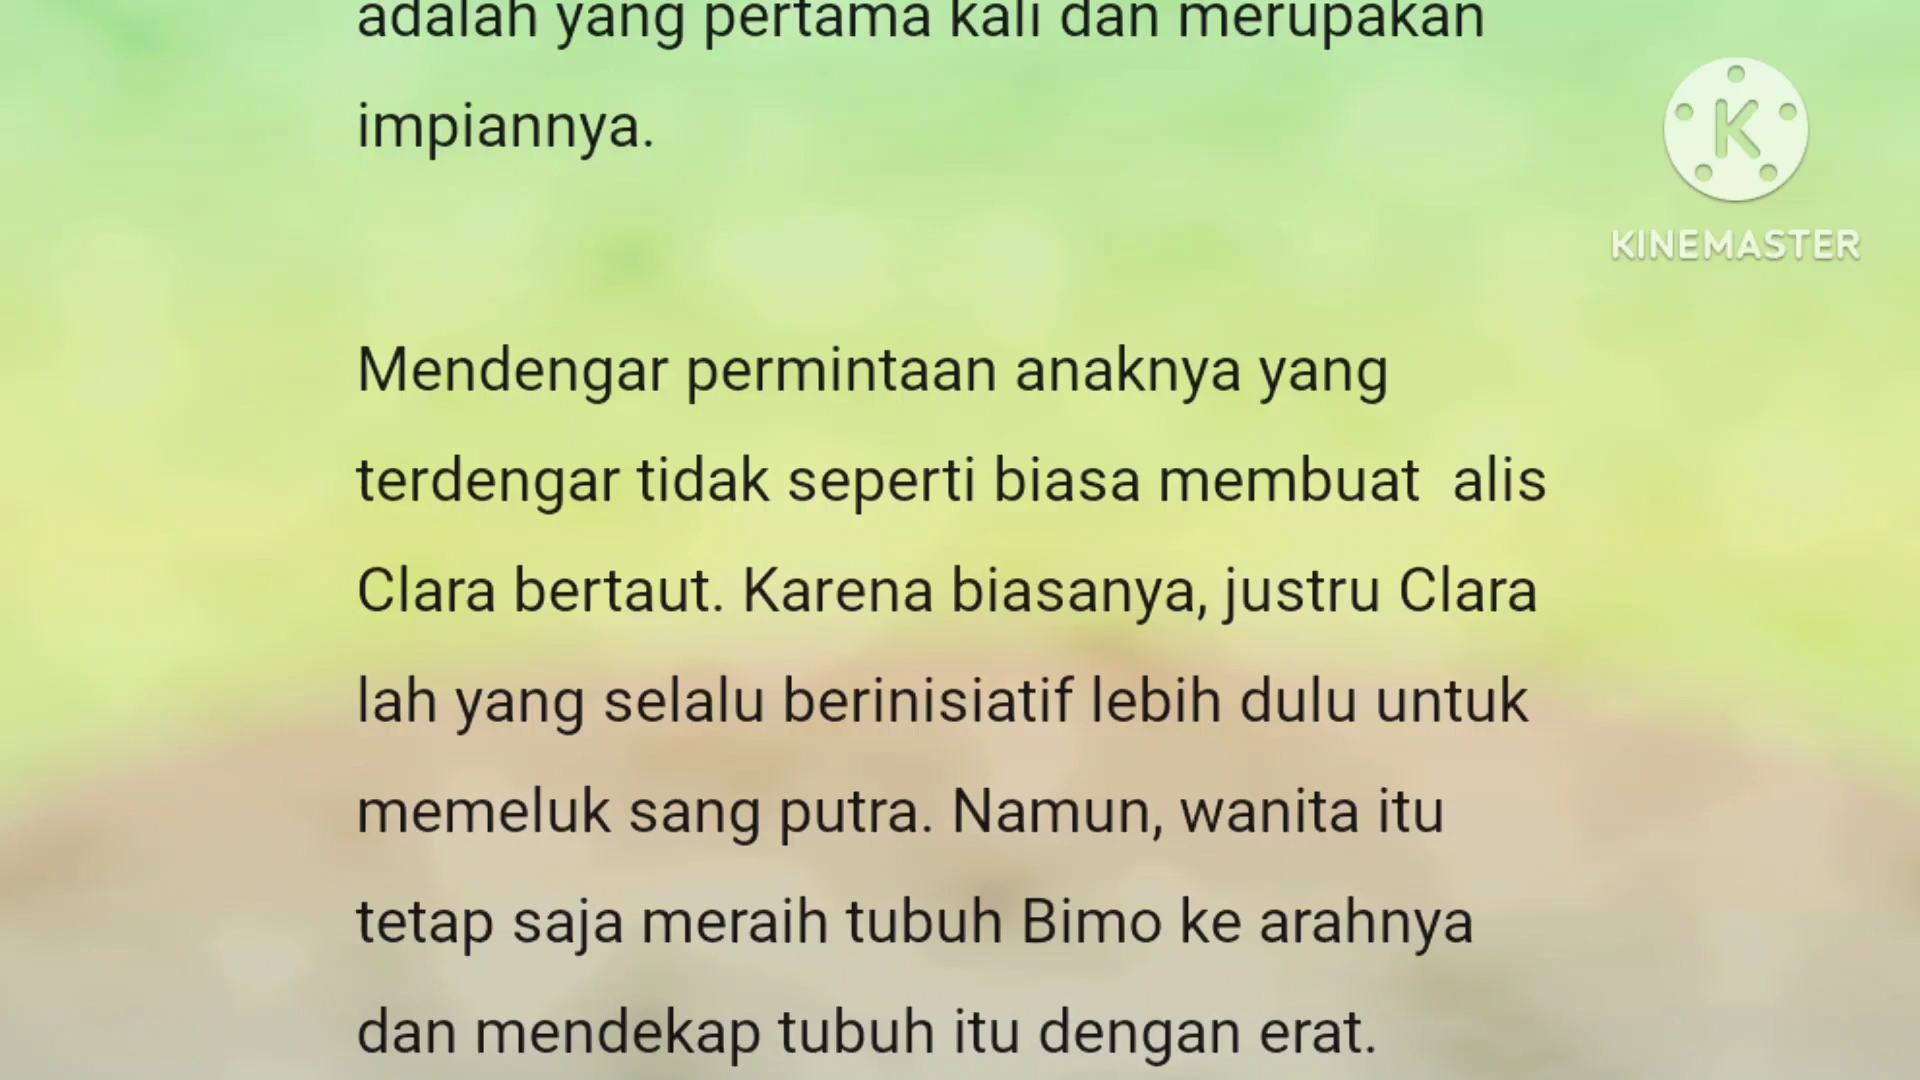 adalah yang pertama kali dan merupakan
impiannya.
K
KINEMASTER
Mendengar permintaan anaknya yang
terdengar tidak seperti biasa membuat  alis
Clara bertaut. Karena biasanya, justru Clara
lah yang selalu berinisiatif lebih dulu untuk
memeluk sang putra. Namun, wanita itu
tetap saja meraih tubuh Bimo ke arahnya
dan mendekap tubuh itu dengan erat.